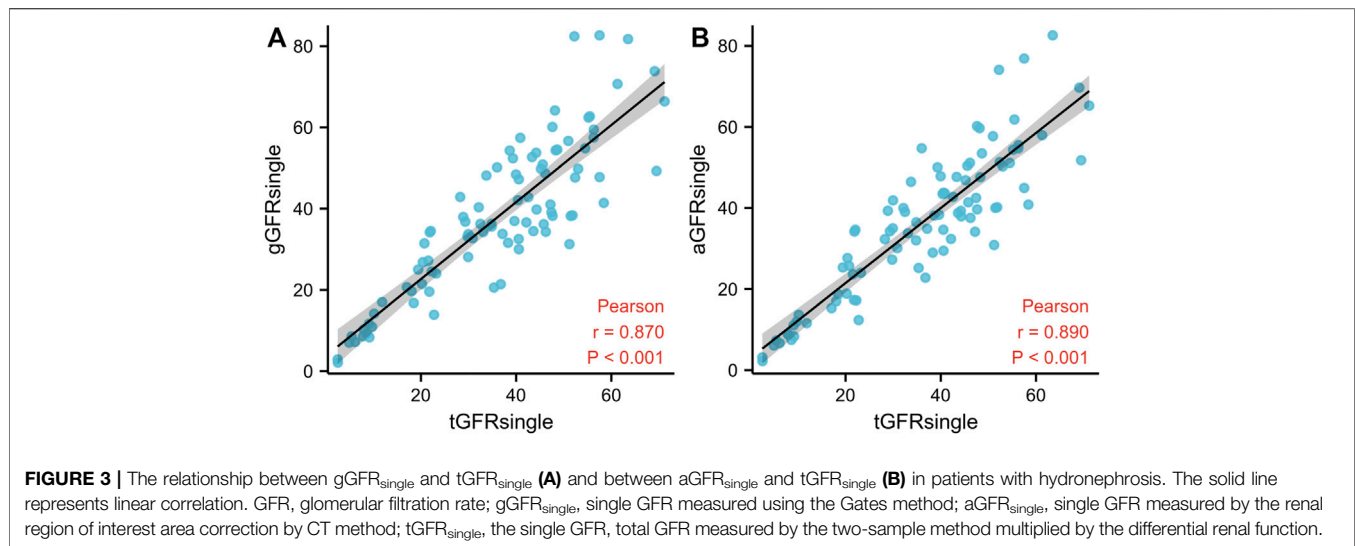 A
80
60
40
20
0
gGFRsingle
20 40 60
tGFRsingle
Pearson
r = 0.870
P < 0.001
B
80
60
40
20
0
aGFRsingle
20 40 60
tGFRsingle
Pearson
r = 0.890
P < 0.001
FIGURE 3 | The relationship between gGFRsingle and tGFRsingle (A) and between aGFRsingle and tGFRsingle (B) in patients with hydronephrosis. The solid line
represents linear correlation. GFR, glomerular filtration rate; gGFRsingle, single GFR measured using the Gates method; aGFRsingle, single GFR measured by the renal
region of interest area correction by CT method; tGFRsingle, the single GFR, total GFR measured by the two-sample method multiplied by the differential renal function.